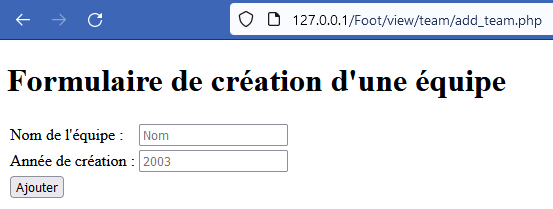 127.0.0.1/Foot/view/team/add_team.php
Formulaire de création d'une équipe
Nom de l'équipe : Nom
Année de création : 2003
Ajouter